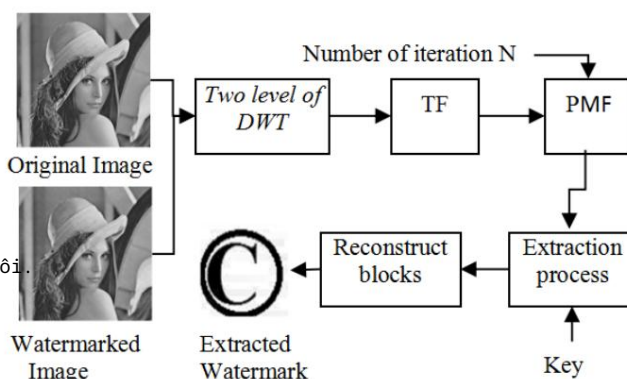 Number of iteration N
Two level of
DWT
TF
PMF
Original Image
ôi.
Reconstruct
blocks
Extraction
process
C
Watermarked
Image
Extracted
Watermark
Key